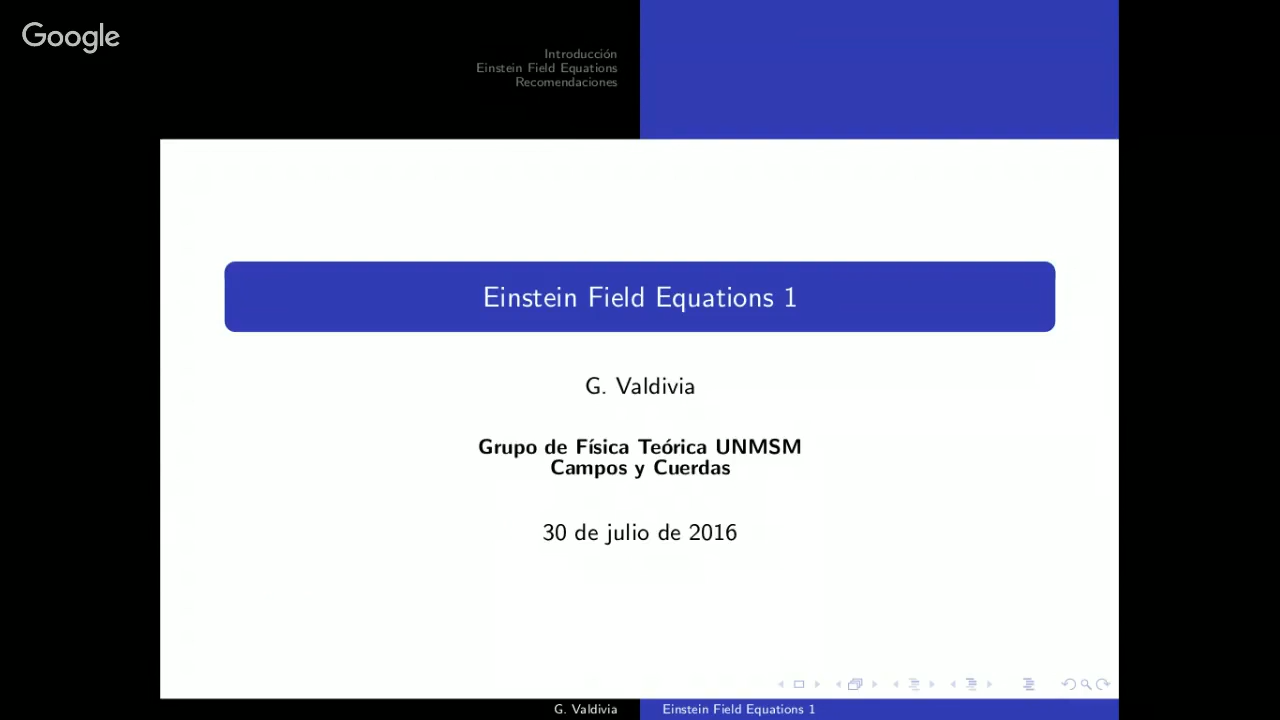 Google
Introducción
Einstein Field Equations
Recomendaciones
Einstein Field Equations 1
G. Valdivia
Grupo de Física Teórica UNMSM
Campos y Cuerdas
30 de julio de 2016
G. Valdivia
Einstein Field Equations 1